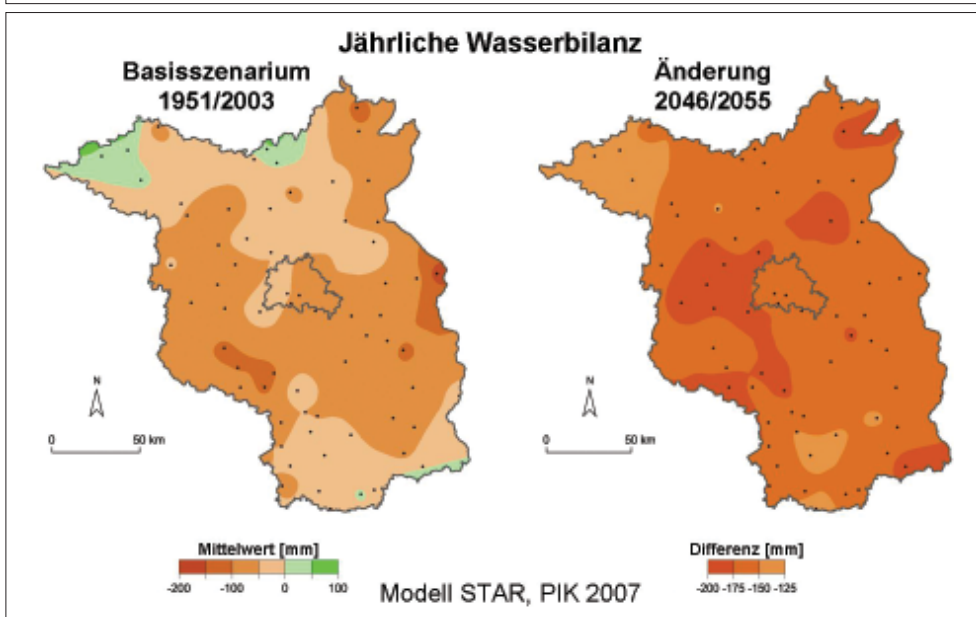 Jährliche Wasserbilanz
Basisszenarium
1951/2003
Änderung
2046/2055
N
0 50 km
N
0 50 km
Mittelwert [mm]
-200 -100 0 100
Differenz [mm]
-200 -175 -150 -125
Modell STAR, PIK 2007